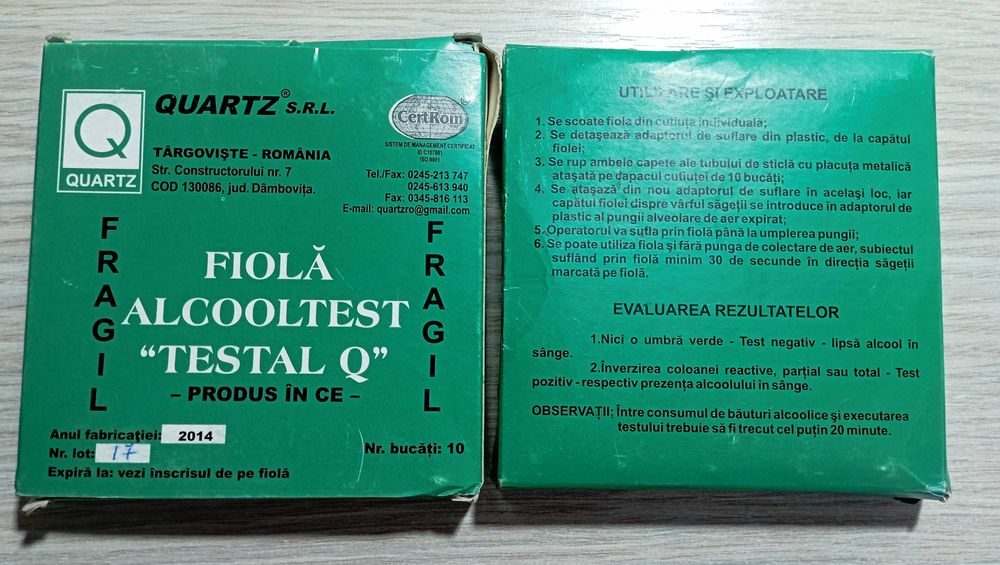 QUARTZ® S.R.L.
CertRom
SISTEM DE MANAGEMENT CERTIFICAT
ID C107881
ISO 9001
Q
QUARTZ
TÂRGOVIŞTE - ROMÂNIA
Str. Constructorului nr. 7
COD 130086, jud. Dâmboviţa.
Tel./Fax: 0245-213 747
0245-613 940
Fax: 0345-816 113
E-mail: quartzro@gmail.com
FRAGIL
FIOLĂ
ALCOOLTEST
“TESTAL Q”
– PRODUS ÎN CE –
FRAGIL
Anul fabricaţiei: 2014
Nr. lot: 17
Nr. bucăţi: 10
Expiră la: vezi înscrisul de pe fiolă
UTILIZARE ŞI EXPLOATARE
1. Se scoate fiola din cutiuţa individuală;
2. Se detaşează adaptorul de suflare din plastic, de la capătul
fiolei;
3. Se rup ambele capete ale tubului de sticlă cu placuţa metalică
ataşată pe capacul cutiuţei de 10 bucăţi;
4. Se ataşază din nou adaptorul de suflare în acelaşi loc, iar
capătul fiolei dispre vârful săgeţii se introduce în adaptorul de
plastic al pungii alveolare de aer expirat;
5. Operatorul va sufla prin fiolă până la umplerea pungii;
6. Se poate utiliza fiola şi fără punga de colectare de aer, subiectul
suflând prin fiolă minim 30 de secunde în direcţia săgeţii
marcată pe fiolă.
EVALUAREA REZULTATELOR
1.Nici o umbră verde - Test negativ - lipsă alcool în
sânge.
2.Înverzirea coloanei reactive, parţial sau total - Test
pozitiv - respectiv prezenţa alcoolului în sânge.
OBSERVAŢII: Între consumul de băuturi alcoolice şi executarea
testului trebuie să fi trecut cel puţin 20 minute.